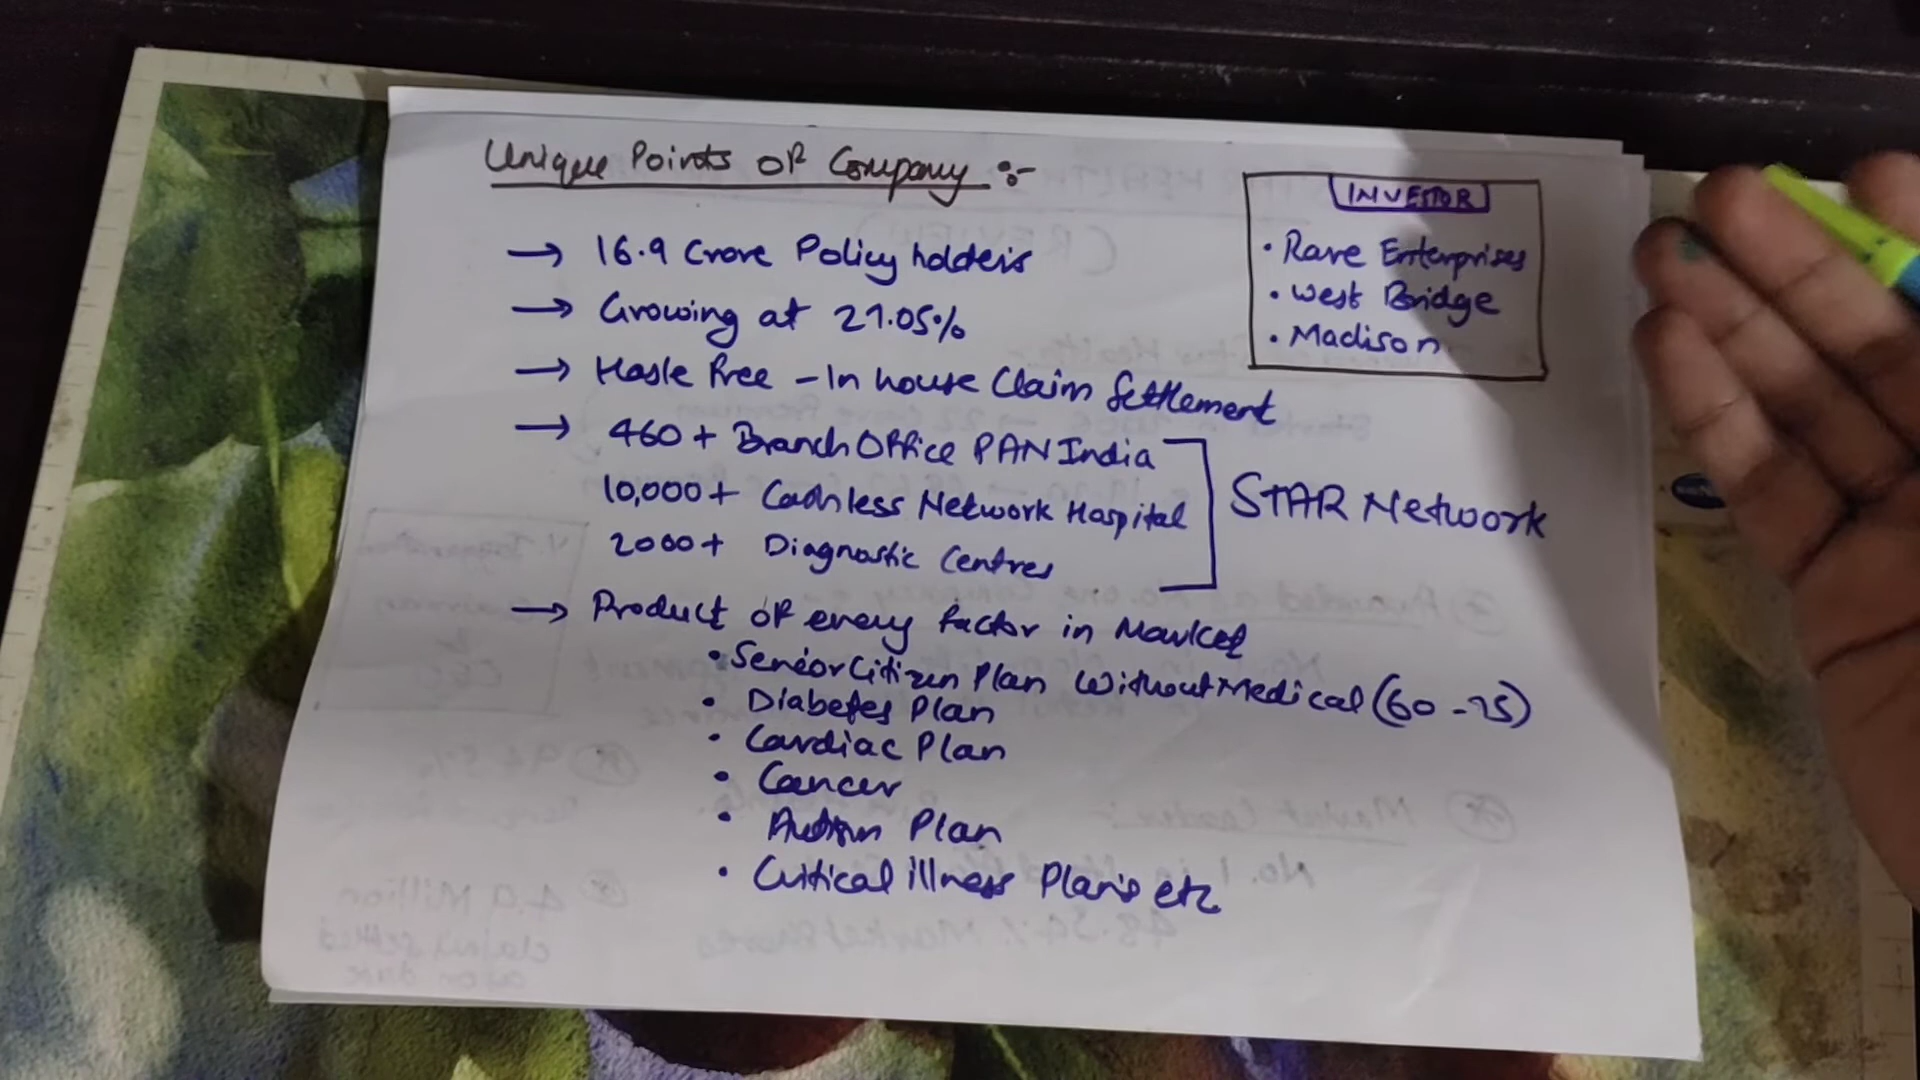 Unique Points of Company :-
→ 16.9 Crore Policy holders
→ Growing at 27.05%
→ Hasle free - In house Claim Settlement
→ 460 + Branch Office PAN India
10,000 + Cashless Network Hospital
2000 + Diagnostic Centres
STAR Network
→ Product of every factor in Market
• Senior Citizen Plan Without Medical (60 - 75)
• Diabetes Plan
• Cardiac Plan
• Cancer
• Autism Plan
• Critical illness Plan's etc
INVESTOR
• Rare Enterprises
• West Bridge
• Madison